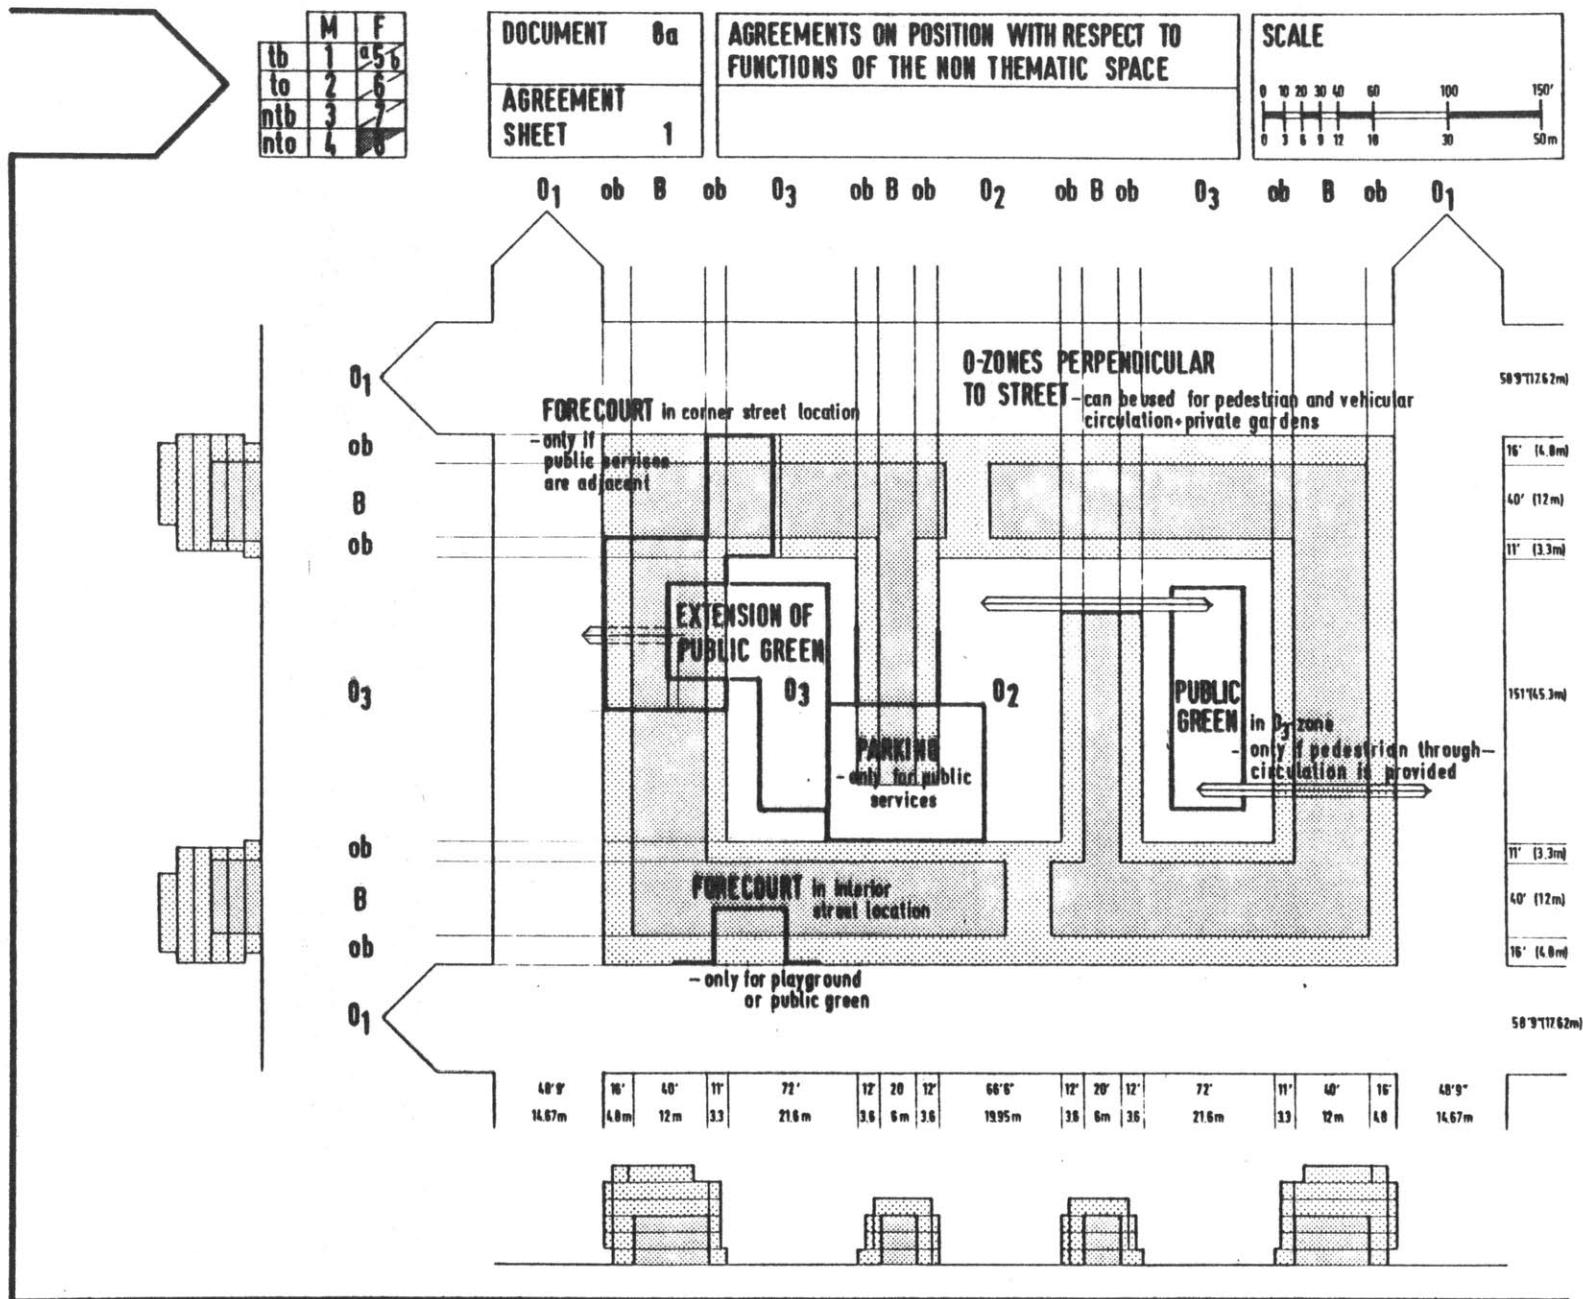 M F
tb 1 a 5 b
ta 2 6
ntb 3 7
nta 4 8
DOCUMENT 8a
AGREEMENT
SHEET 1
AGREEMENTS ON POSITION WITH RESPECT TO
FUNCTIONS OF THE NON THEMATIC SPACE
SCALE
0 10 20 30 40 60 100 150'
0 3 6 9 12 18 30 50m
O1 ob B ob O3 ob B ob O2 ob B ob O3 ob B ob O1
O1
ob
B
ob
O3
ob
B
ob
O1
O-ZONES PERPENDICULAR
TO STREET – can be used for pedestrian and vehicular
circulation + private gardens
FORECOURT in corner street location
– only if
public services
are adjacent
EXTENSION OF
PUBLIC GREEN
O3
O2
PARKING
– only for public
services
PUBLIC
GREEN in O3-zone
- only if pedestrian through–
circulation is provided
FORECOURT in interior
street location
– only for playground
or public green
58'9"(17.62m)
16' (4.8m)
40' (12m)
11' (3.3m)
151'(45.3m)
11' (3.3m)
40' (12m)
16' (4.8m)
58'9"(17.62m)
48'9" 16' 40' 11' 72' 12' 20 12' 66'6" 12' 20' 12' 72' 11' 40' 16' 48'9"
14.67m 4.8m 12m 3.3 21.6m 3.6 6m 3.6 19.95m 3.6 6m 3.6 21.6m 3.3 12m 4.8 14.67m